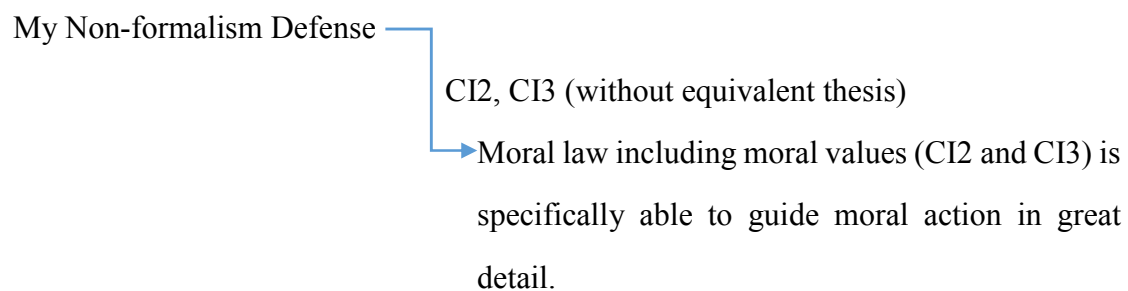 My Non-formalism Defense
CI2, CI3 (without equivalent thesis)
Moral law including moral values (CI2 and CI3) is
specifically able to guide moral action in great
detail.